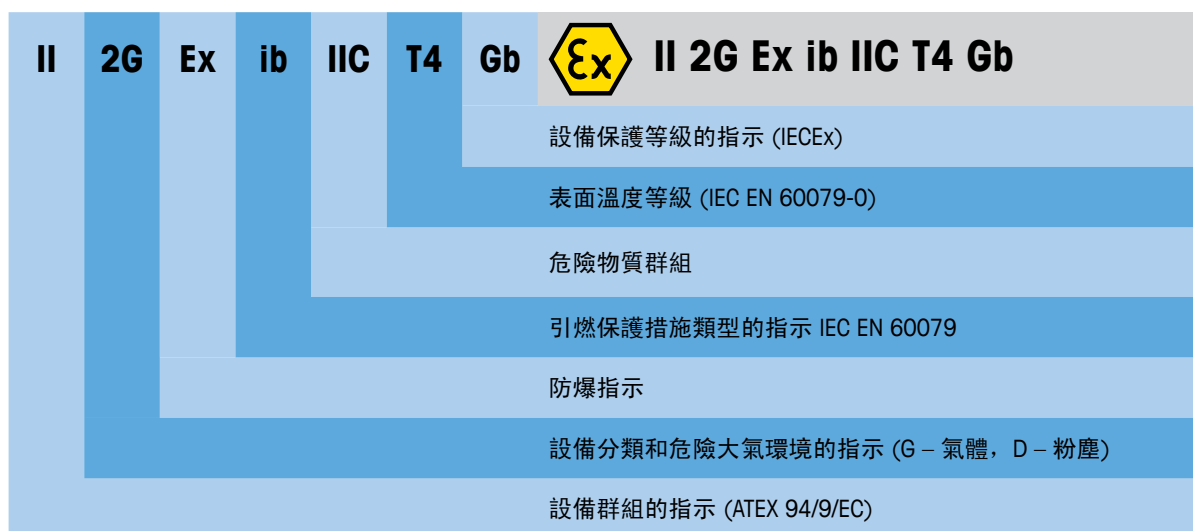 II 2G Ex ib IIC T4 Gb εx II 2G Ex ib IIC T4 Gb
設備保護等級的指示 (IECEx)
表面溫度等級 (IEC EN 60079-0)
危險物質群組
引燃保護措施類型的指示 IEC EN 60079
防爆指示
設備分類和危險大氣環境的指示 (G – 氣體，D – 粉塵)
設備群組的指示 (ATEX 94/9/EC)